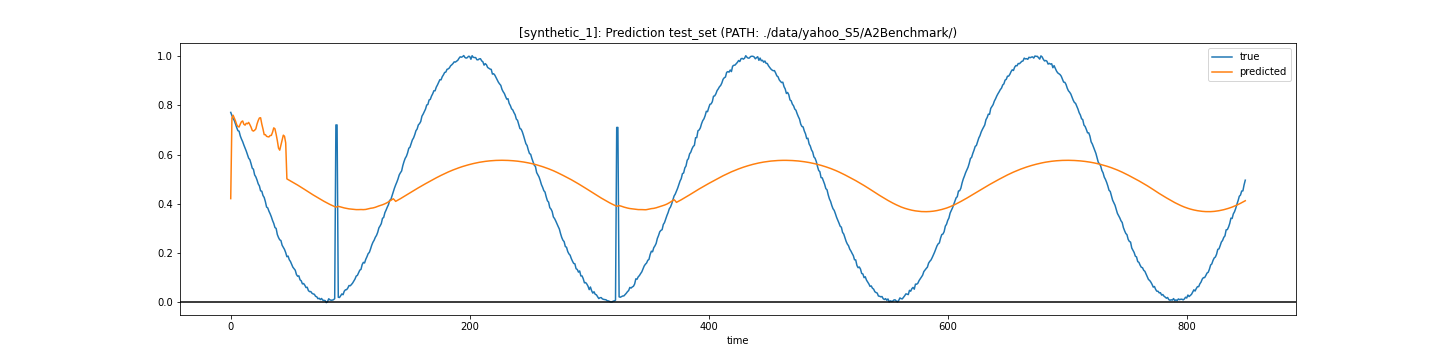 [synthetic_1]: Prediction test_set (PATH: ./data/yahoo_S5/A2Benchmark/)
true
predicted
1.0
0.8
0.6
0.4
0.2
0.0
0 200 400 600 800
time